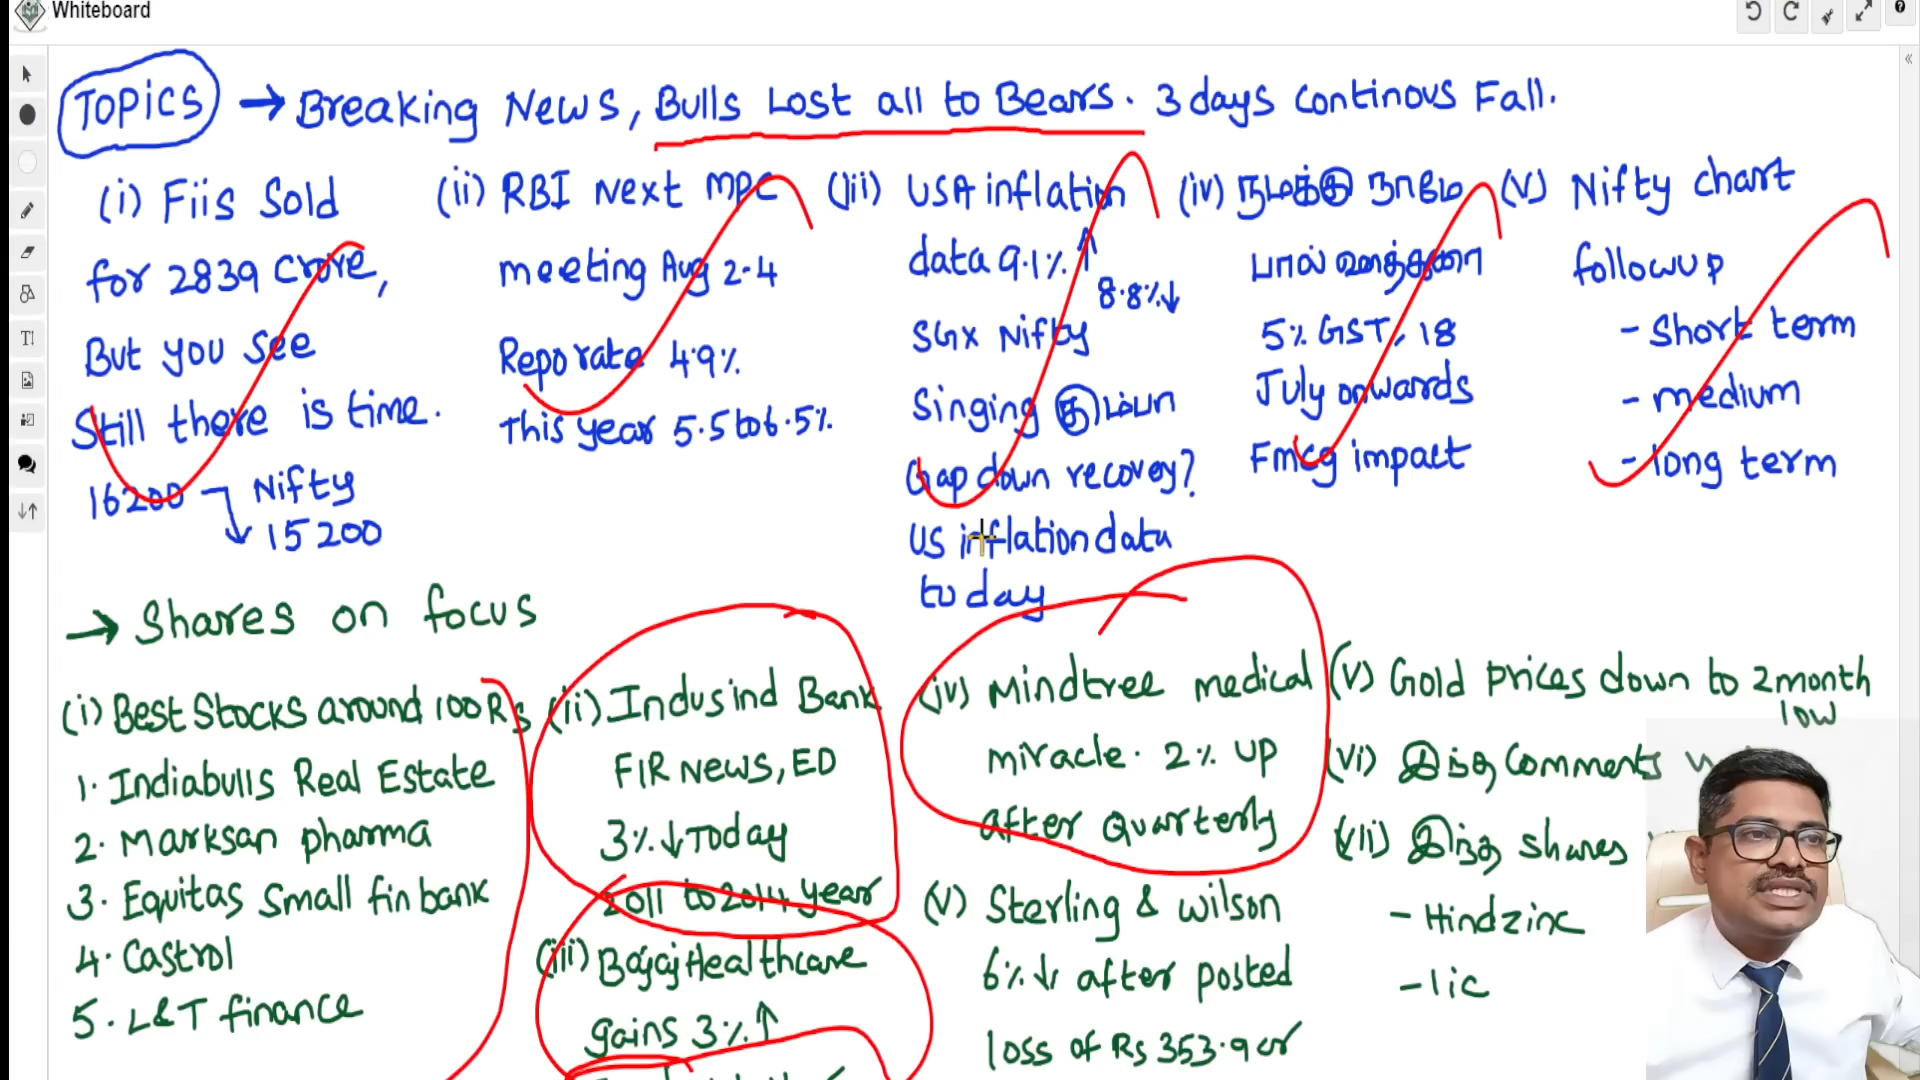 Whiteboard
Topics → Breaking News, Bulls Lost all to Bears. 3 days continous Fall.
(i) Fiis Sold
for 2839 crore,
But you see
Still there is time.
16200 Nifty
↓ 15200
(ii) RBI Next MPC
meeting Aug 2-4
Repo rate 4.9%
This year 5.5 to 6.5%
(iii) USA inflation
data 9.1% ↑
8.8% ↓
SGX Nifty
Singing
Gap down recovery?
US inflation data
today
(iv)
பால்
5% GST, 18
July onwards
Fmcg impact
(v) Nifty chart
followup
- Short term
- medium
- long term
→ Shares on focus
(i) Best Stocks around 100 Rs
1. Indiabulls Real Estate
2. Marksan pharma
3. Equitas Small fin bank
4. Castrol
5. L&T finance
(ii) Indusind Bank
FIR News, ED
3% ↓ Today
2011 to 2014 year
(iii) Bajaj Healthcare
gains 3% ↑
(iv) Mindtree medical
miracle. 2% up
after Quarterly
(v) Sterling & wilson
6% ↓ after posted
loss of Rs 353.9 cr
(v) Gold prices down to 2 month
low
(vi) இந்த Comments
(vii) இந்த shares
- Hindzinc
- lic